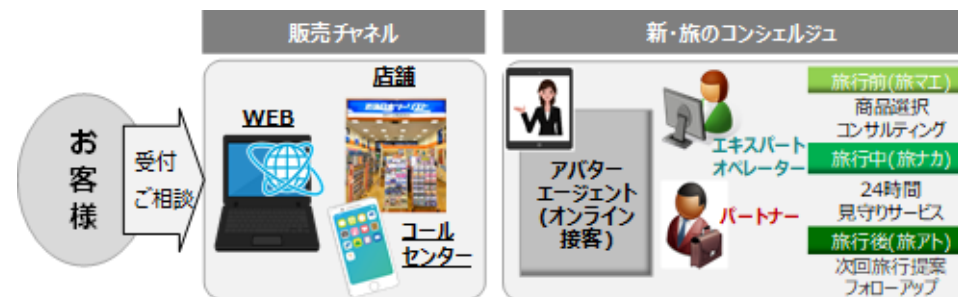 販売チャネル
新・旅のコンシェルジュ
お
客
様
受付
ご相談
WEB
店舗
コール
センター
アバター
エージェント
(オンライン
接客)
エキスパート
オペレーター
パートナー
旅行前(旅マエ)
商品選択
コンサルティング
旅行中(旅ナカ)
24時間
見守りサービス
旅行後(旅アト)
次回旅行提案
フォローアップ